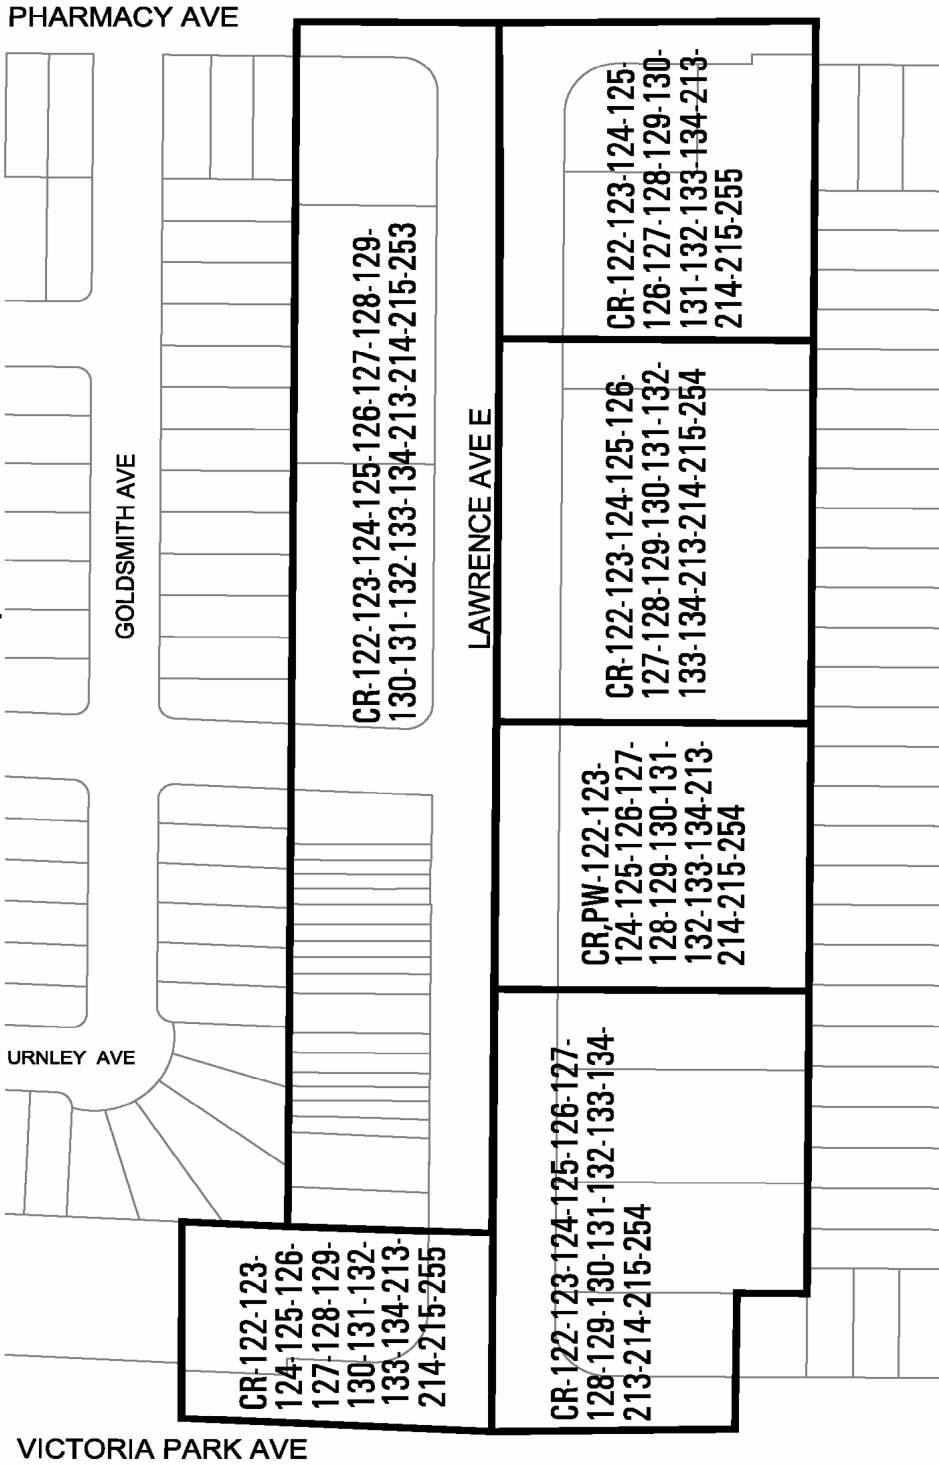 PHARMACY AVE
CR-122-123-124-125-
126-127-128-129-130-
131-132-133-134-213-
214-215-255
CR-122-123-124-125-126-127-128-129-
130-131-132-133-134-213-214-215-253
LAWRENCE AVE E
GOLDSMITH AVE
CR-122-123-124-125-126-
127-128-129-130-131-132-
133-134-213-214-215-254
CR,PW-122-123-
124-125-126-127-
128-129-130-131-
132-133-134-213-
214-215-254
URNLEY AVE
CR-122-123-124-125-126-127-
128-129-130-131-132-133-134-
213-214-215-254
CR-122-123-
124-125-126-
127-128-129-
130-131-132-
133-134-213-
214-215-255
VICTORIA PARK AVE